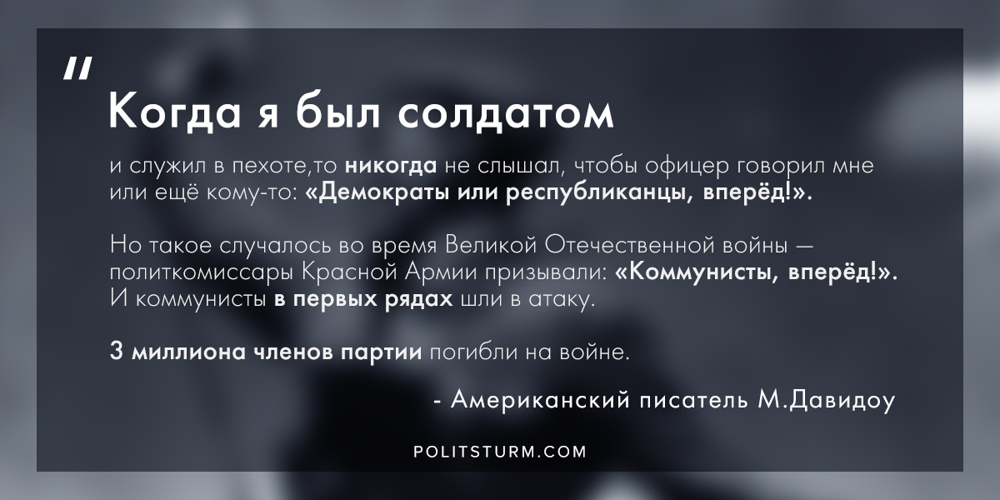 "
Когда я был солдатом
и служил в пехоте,то никогда не слышал, чтобы офицер говорил мне
или ещё кому-то: «Демократы или республиканцы, вперёд!».
Но такое случалось во время Великой Отечественной войны —
политкомиссары Красной Армии призывали: «Коммунисты, вперёд!».
И коммунисты в первых рядах шли в атаку.
3 миллиона членов партии погибли на войне.
- Американский писатель М.Давидоу
POLITSTURM.COM